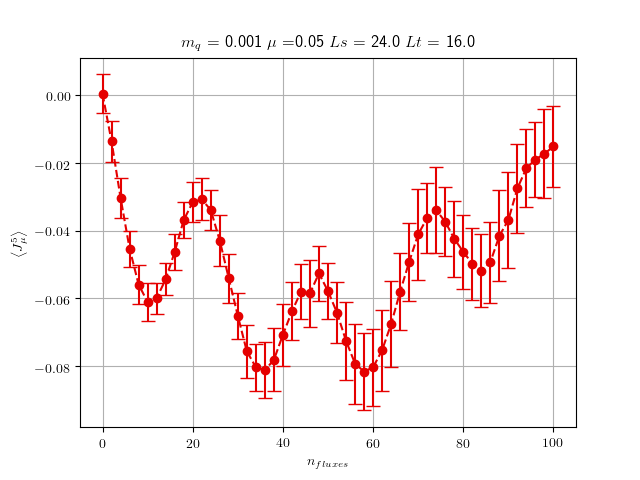 $m_q$ = 0.001 $\mu$ =0.05 $Ls$ = 24.0 $Lt$ = 16.0
0.00
−0.02
−0.04
−0.06
−0.08
$\langle J^5_\mu \rangle$
0 20 40 60 80 100
$n_{fluxes}$